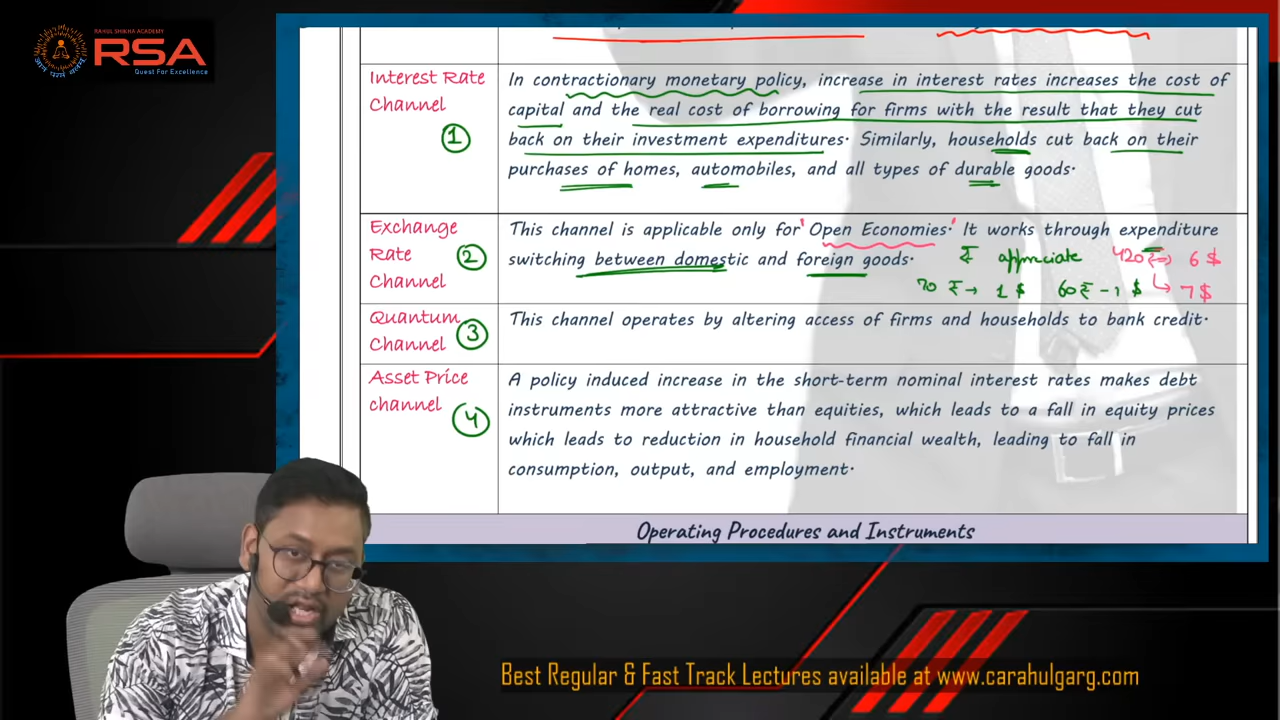 RAHUL SHIKHA ACADEMY
RSA
Quest For Excellence
Interest Rate
Channel
①
In contractionary monetary policy, increase in interest rates increases the cost of
capital and the real cost of borrowing for firms with the result that they cut
back on their investment expenditures. Similarly, households cut back on their
purchases of homes, automobiles, and all types of durable goods.
Exchange
Rate
Channel
②
This channel is applicable only for 'Open Economies.' It works through expenditure
switching between domestic and foreign goods.
₹ appriciate 420₹→ 6 $
70 ₹→ 1 $ 60₹-1 $ ↳ 7 $
Quantum
Channel
③
This channel operates by altering access of firms and households to bank credit.
Asset Price
channel
④
A policy induced increase in the short-term nominal interest rates makes debt
instruments more attractive than equities, which leads to a fall in equity prices
which leads to reduction in household financial wealth, leading to fall in
consumption, output, and employment.
Operating Procedures and Instruments
Best Regular & Fast Track Lectures available at www.carahulgarg.com